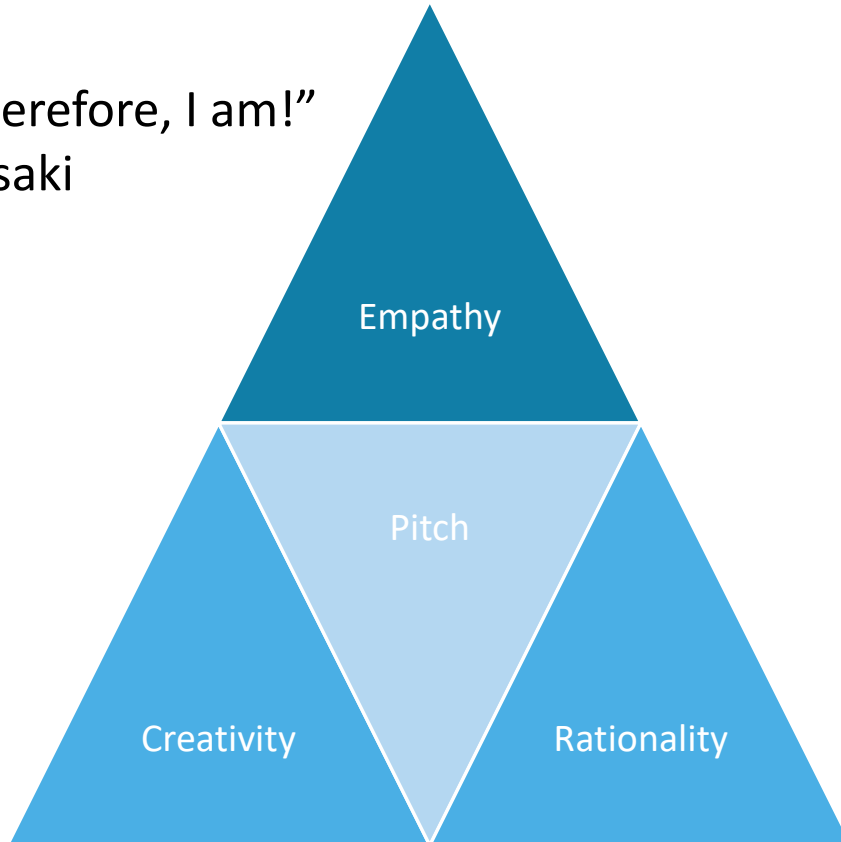 erefore, I am!”
saki
Empathy
Pitch
Creativity
Rationality